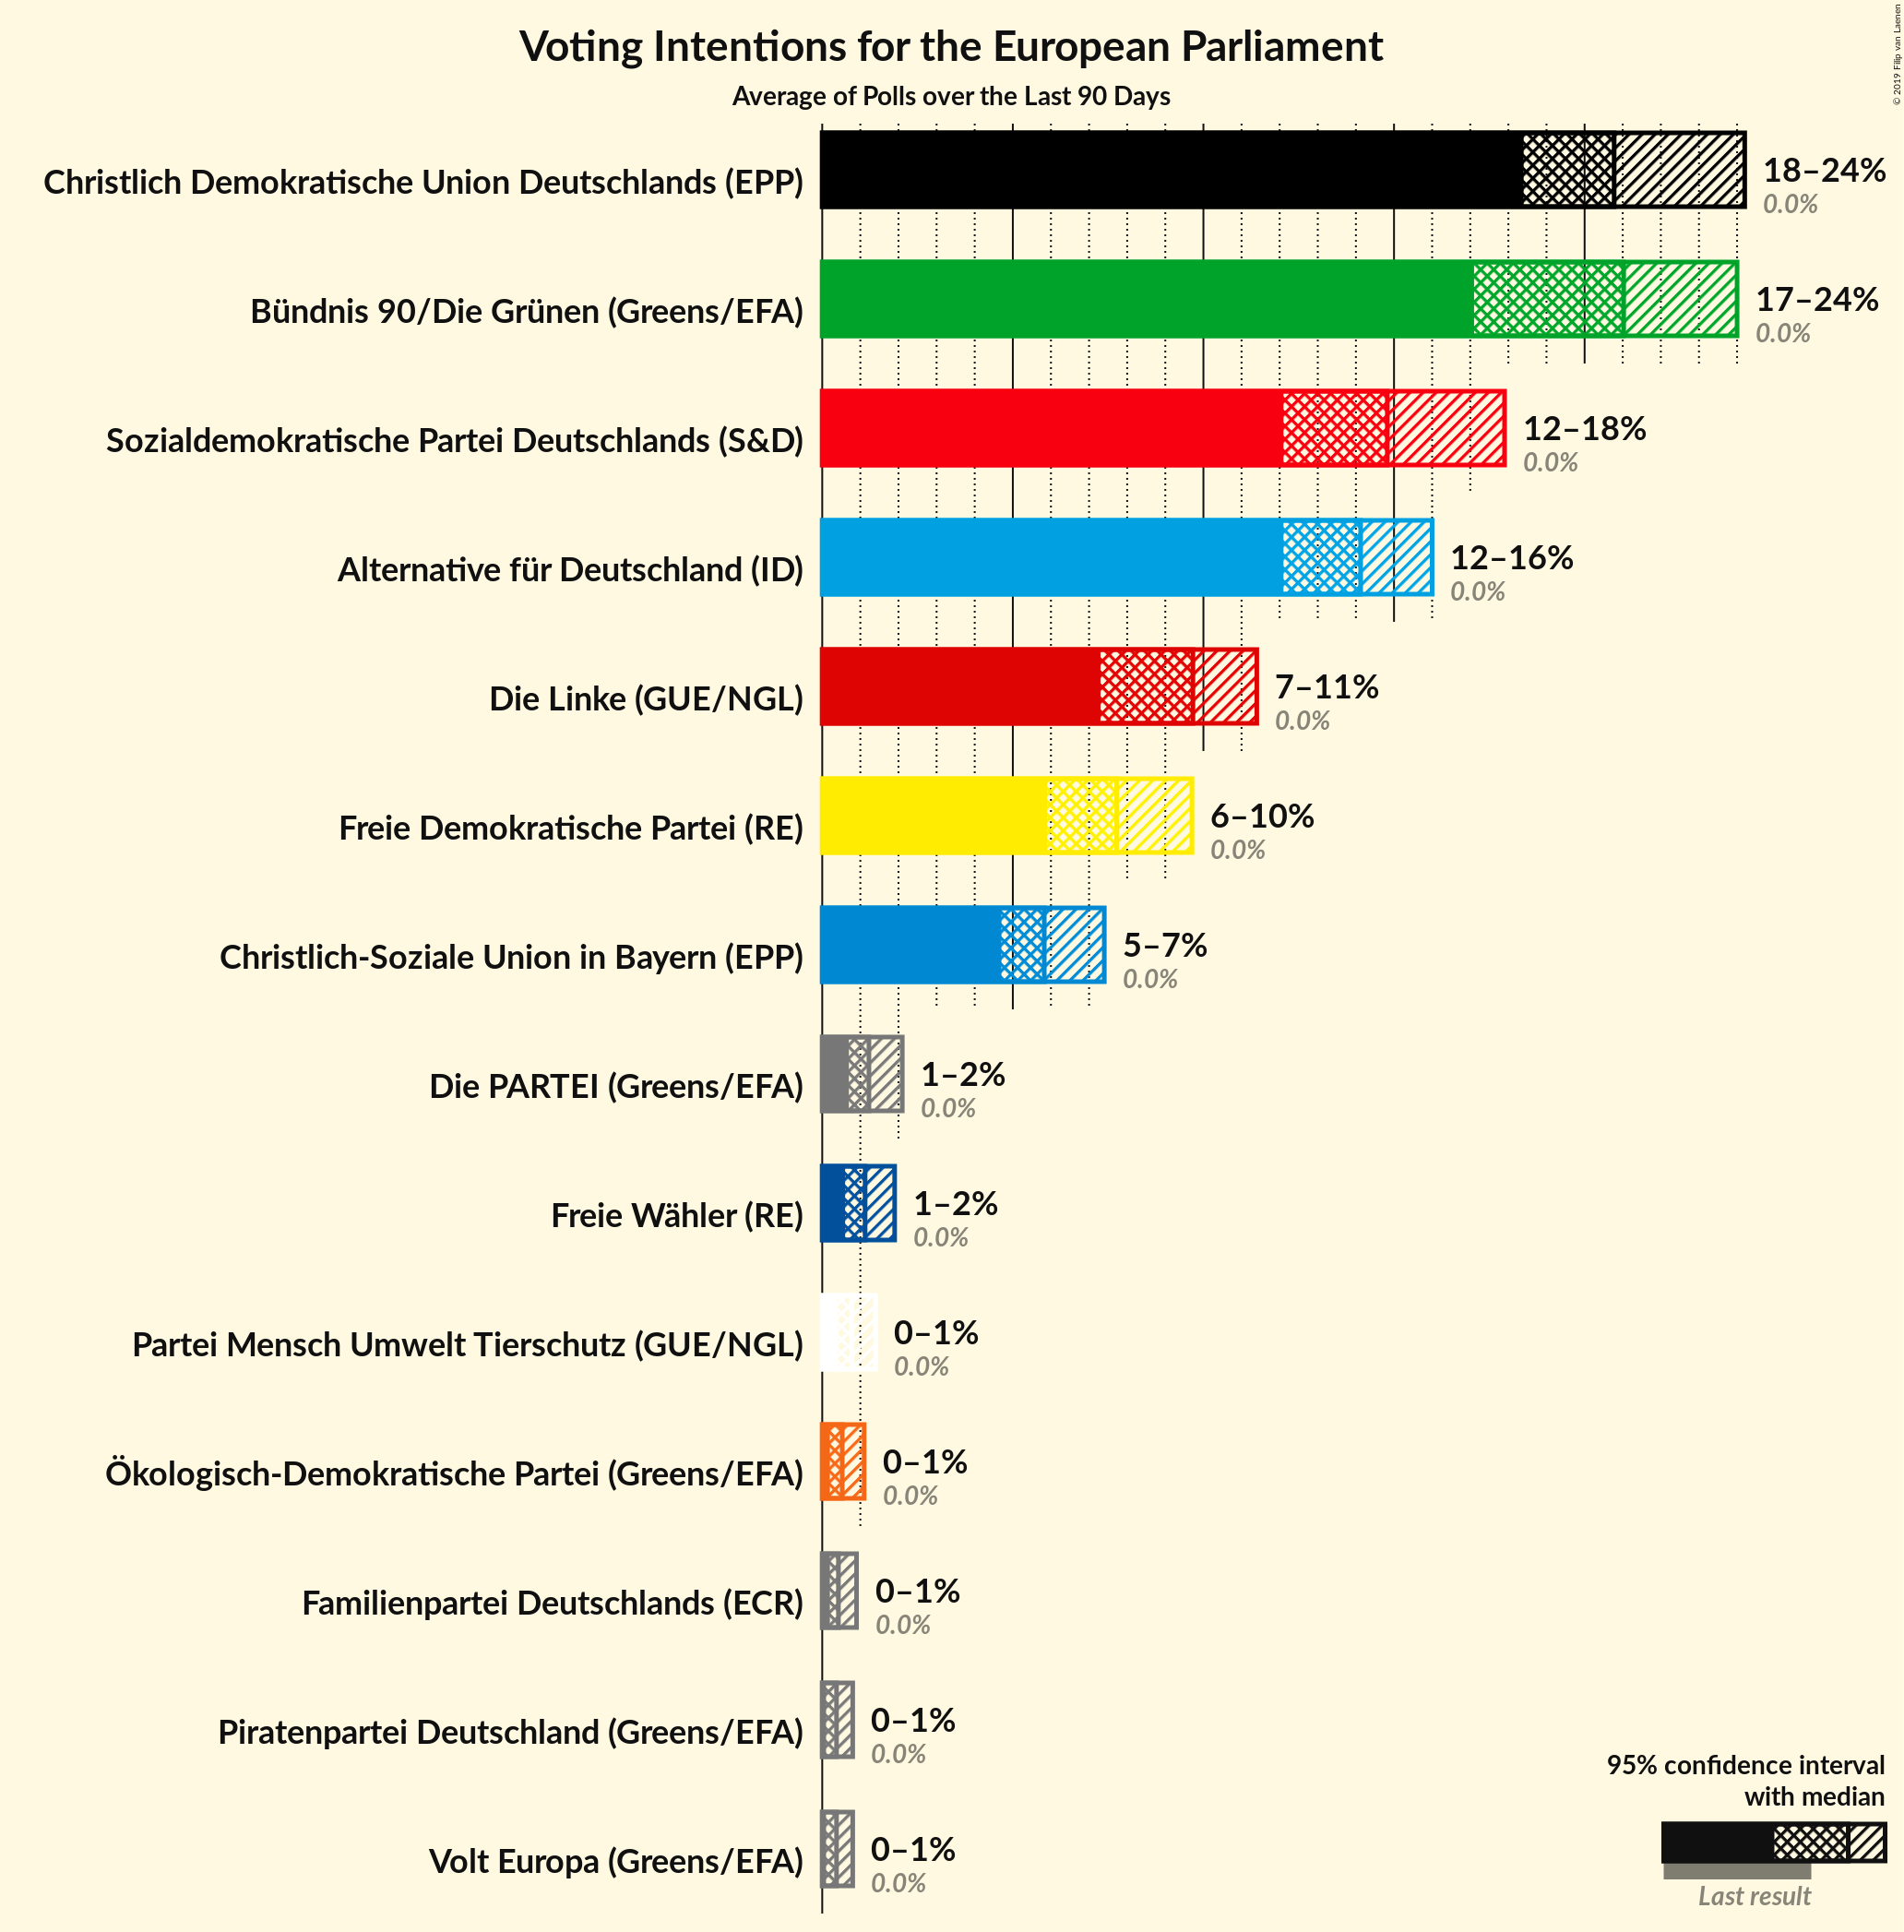 © 2019 Filip van Laenen
Voting Intentions for the European Parliament
Average of Polls over the Last 90 Days
Christlich Demokratische Union Deutschlands (EPP)
18–24%
0.0%
Bündnis 90/Die Grünen (Greens/EFA)
17–24%
0.0%
Sozialdemokratische Partei Deutschlands (S&D)
12–18%
0.0%
Alternative für Deutschland (ID)
12–16%
0.0%
Die Linke (GUE/NGL)
7–11%
0.0%
Freie Demokratische Partei (RE)
6–10%
0.0%
Christlich-Soziale Union in Bayern (EPP)
5–7%
0.0%
Die PARTEI (Greens/EFA)
1–2%
0.0%
Freie Wähler (RE)
1–2%
0.0%
Partei Mensch Umwelt Tierschutz (GUE/NGL)
0–1%
0.0%
Ökologisch-Demokratische Partei (Greens/EFA)
0–1%
0.0%
Familienpartei Deutschlands (ECR)
0–1%
0.0%
Piratenpartei Deutschland (Greens/EFA)
0–1%
0.0%
Volt Europa (Greens/EFA)
0–1%
0.0%
95% confidence interval
with median
Last result